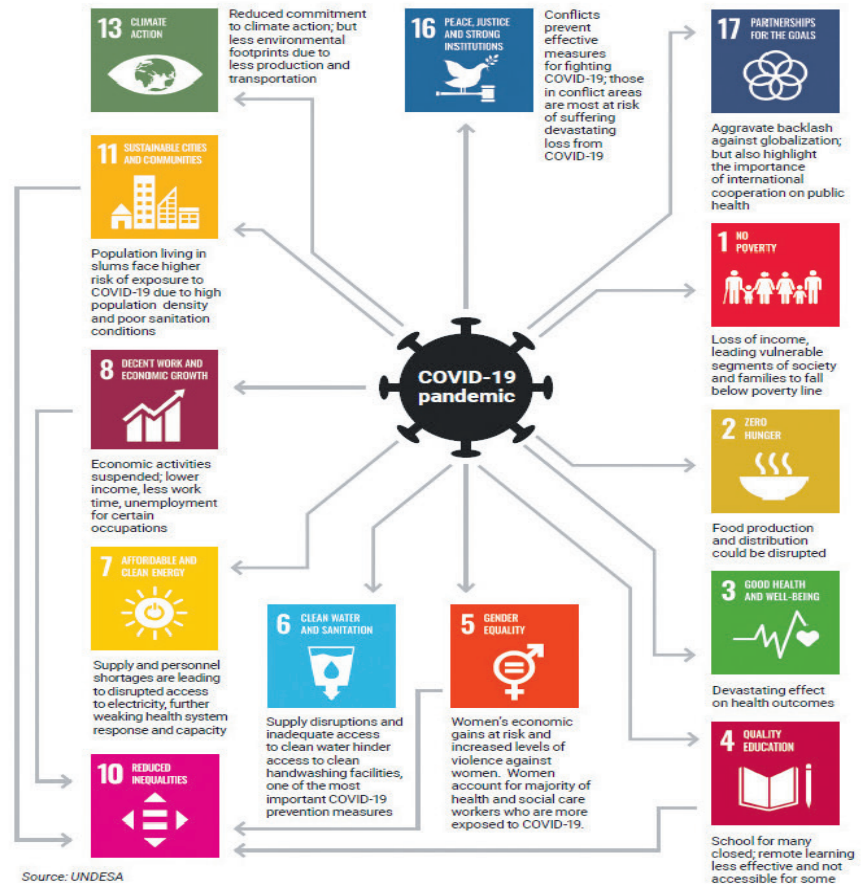 13 CLIMATE
ACTION
Reduced commitment
to climate action; but
less environmental
footprints due to
less production and
transportation
16 PEACE, JUSTICE
AND STRONG
INSTITUTIONS
Conflicts
prevent
effective
measures
for fighting
COVID-19; those
in conflict areas
are most at risk
of suffering
devastating
loss from
COVID-19
17 PARTNERSHIPS
FOR THE GOALS
Aggravate backlash
against globalization;
but also highlight
the importance
of international
cooperation on public
health
11 SUSTAINABLE CITIES
AND COMMUNITIES
Population living in
slums face higher
risk of exposure to
COVID-19 due to high
population density
and poor sanitation
conditions
1 NO
POVERTY
Loss of income,
leading vulnerable
segments of society
and families to fall
below poverty line
COVID-19
pandemic
8 DECENT WORK AND
ECONOMIC GROWTH
Economic activities
suspended; lower
income, less work
time, unemployment
for certain
occupations
2 ZERO
HUNGER
Food production
and distribution
could be disrupted
7 AFFORDABLE AND
CLEAN ENERGY
Supply and personnel
shortages are leading
to disrupted access
to electricity, further
weaking health system
response and capacity
6 CLEAN WATER
AND SANITATION
Supply disruptions and
inadequate access
to clean water hinder
access to clean
handwashing facilities,
one of the most
important COVID-19
prevention measures
5 GENDER
EQUALITY
Women's economic
gains at risk and
increased levels of
violence against
women. Women
account for majority of
health and social care
workers who are more
exposed to COVID-19.
3 GOOD HEALTH
AND WELL-BEING
Devastating effect
on health outcomes
4 QUALITY
EDUCATION
School for many
closed; remote learning
less effective and not
accessible for some
10 REDUCED
INEQUALITIES
Source: UNDESA